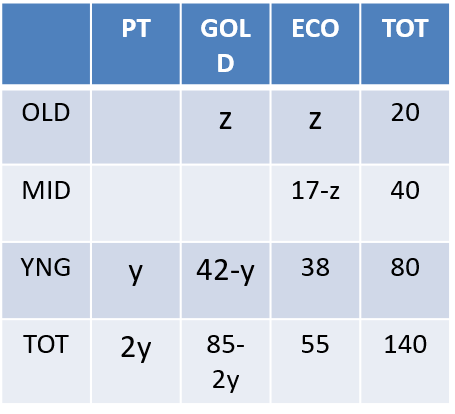 PT GOL ECO TOT
D
OLD z z 20
MID 17-z 40
YNG y 42-y 38 80
TOT 2y 85- 55 140
2y